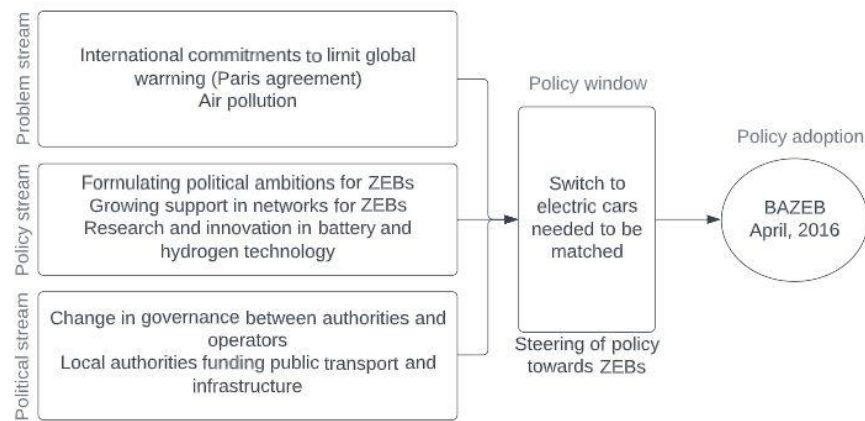 Problem stream
International commitments to limit global
warming (Paris agreement)
Air pollution
Policy stream
Formulating political ambitions for ZEBs
Growing support in networks for ZEBs
Research and innovation in battery and
hydrogen technology
Political stream
Change in governance between authorities and
operators
Local authorities funding public transport and
infrastructure
Policy window
Switch to
electric cars
needed to be
matched
Steering of policy
towards ZEBs
Policy adoption
BAZEB
April, 2016